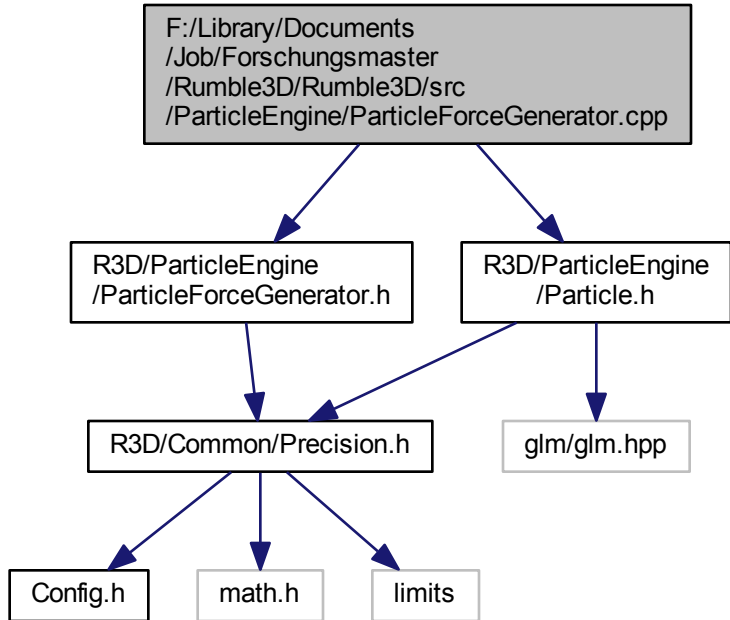 F:/Library/Documents
/Job/Forschungsmaster
/Rumble3D/Rumble3D/src
/ParticleEngine/ParticleForceGenerator.cpp
R3D/ParticleEngine
/ParticleForceGenerator.h
R3D/ParticleEngine
/Particle.h
R3D/Common/Precision.h
glm/glm.hpp
Config.h
math.h
limits